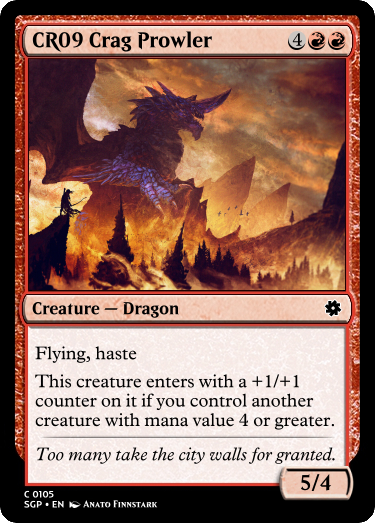 CR09 Crag Prowler 4
Creature — Dragon
Flying, haste
This creature enters with a +1/+1
counter on it if you control another
creature with mana value 4 or greater.
Too many take the city walls for granted.
5/4
C 0105
SGP • EN Anato Finnstark